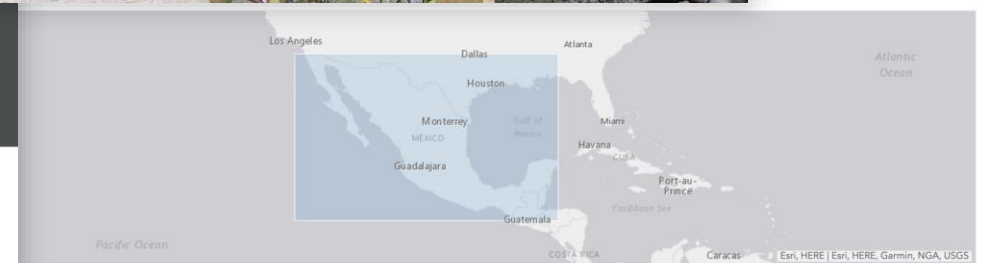 Los Angeles
Dallas
Atlanta
Atlantic
Ocean
Houston
Monterrey
MÉXICO
Gulf of
Mexico
Miami
Havana
CUBA
Guadalajara
Port-au-
Prince
Caribbean Sea
Guatemala
Pacific Ocean
COSTA RICA
Caracas
Esri, HERE | Esri, HERE, Garmin, NGA, USGS